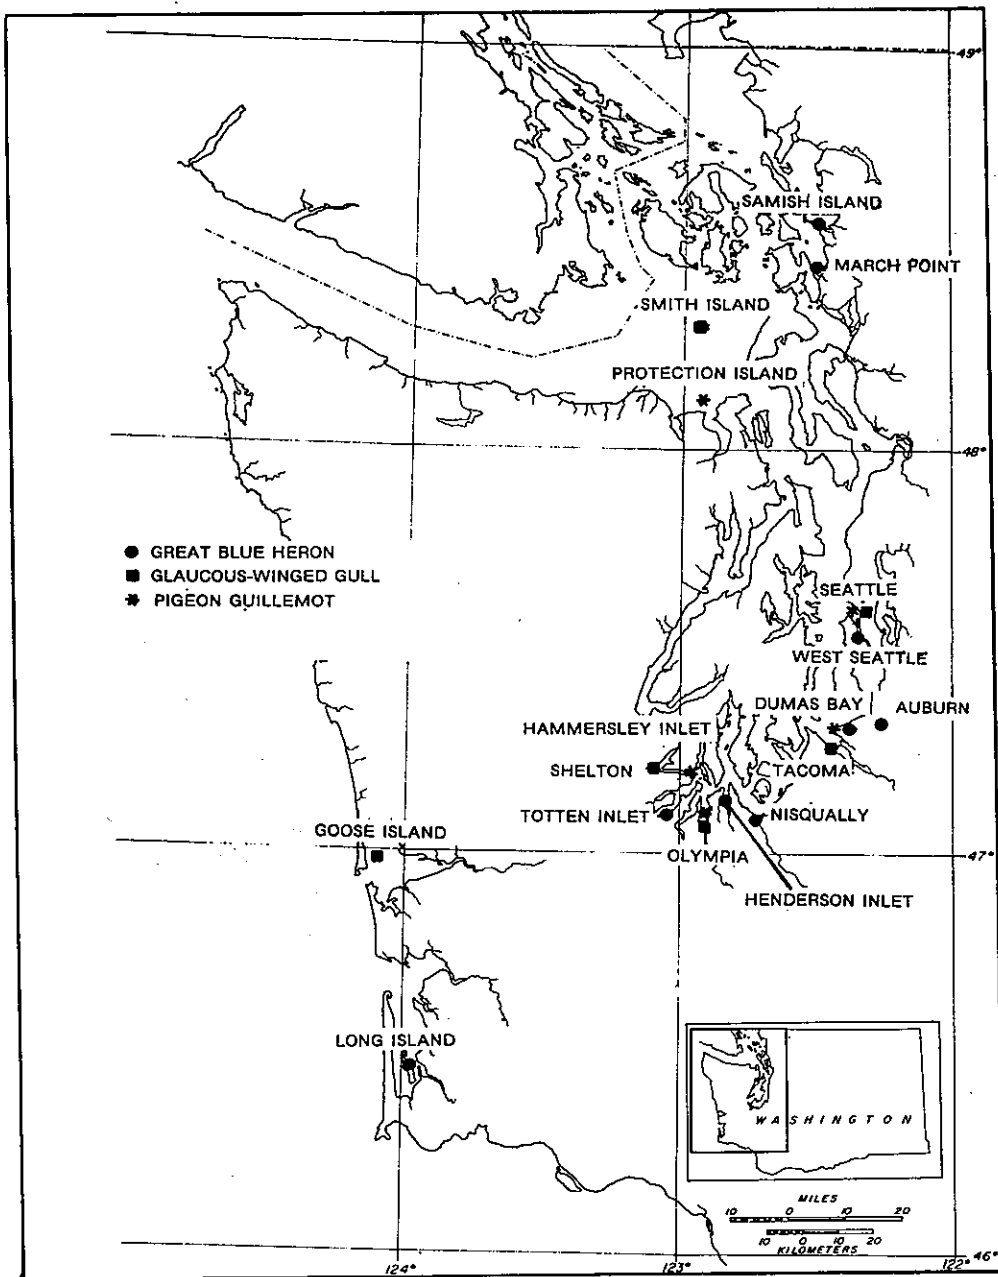 49°
SAMISH ISLAND
MARCH POINT
SMITH ISLAND
PROTECTION ISLAND
48°
● GREAT BLUE HERON
■ GLAUCOUS-WINGED GULL
* PIGEON GUILLEMOT
SEATTLE
WEST SEATTLE
DUMAS BAY
AUBURN
HAMMERSLEY INLET
SHELTON
TACOMA
TOTTEN INLET
NISQUALLY
GOOSE ISLAND
OLYMPIA
47°
HENDERSON INLET
LONG ISLAND
WASHINGTON
MILES
10 0 10 20
10 0 10 20
KILOMETERS
46°
124° 123° 122°